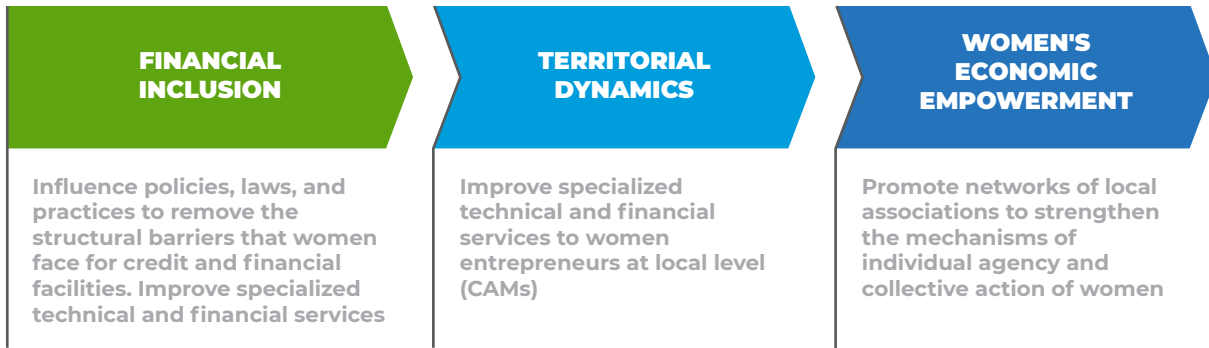 FINANCIAL
INCLUSION
Influence policies, laws, and
practices to remove the
structural barriers that women
face for credit and financial
facilities. Improve specialized
technical and financial services
TERRITORIAL
DYNAMICS
Improve specialized
technical and financial
services to women
entrepreneurs at local level
(CAMs)
WOMEN'S
ECONOMIC
EMPOWERMENT
Promote networks of local
associations to strengthen
the mechanisms of
individual agency and
collective action of women